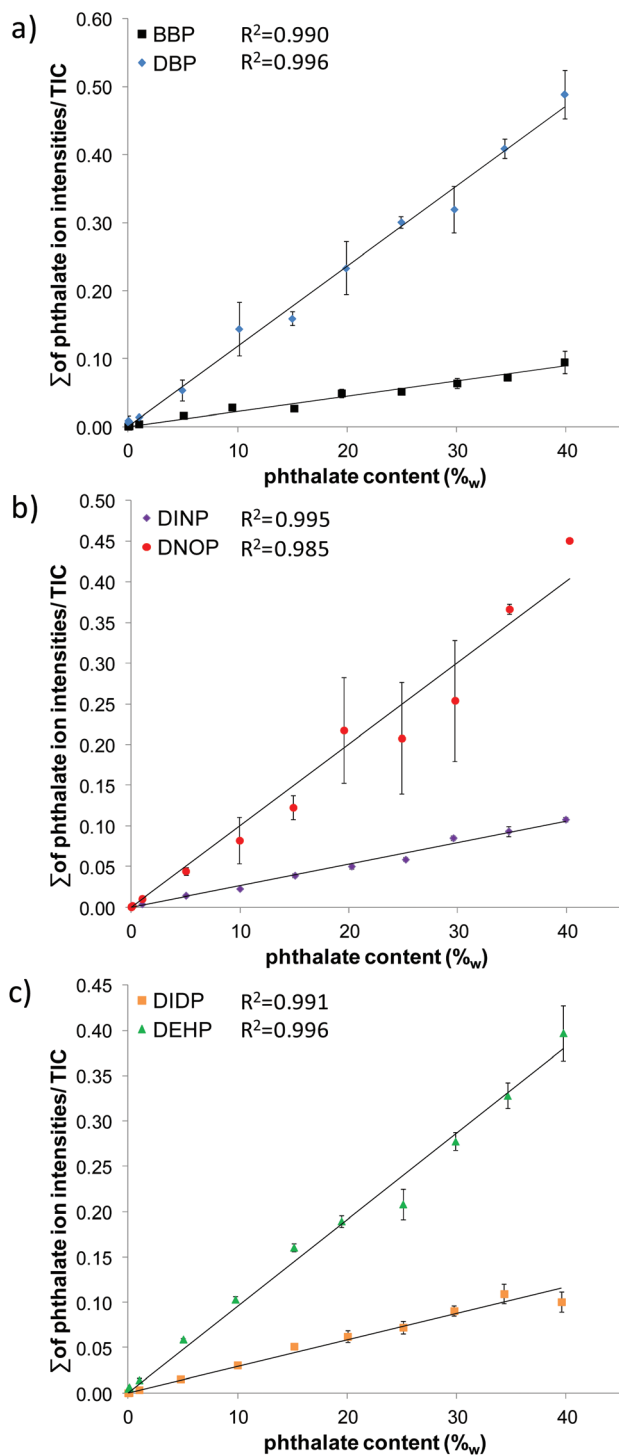 a)
BBP R²=0.990
DBP R²=0.996
∑of phthalate ion intensities/ TIC
0.60
0.50
0.40
0.30
0.20
0.10
0.00
0 10 20 30 40
phthalate content (%w)
b)
DINP R²=0.995
DNOP R²=0.985
∑of phthalate ion intensities/ TIC
0.50
0.45
0.40
0.35
0.30
0.25
0.20
0.15
0.10
0.05
0.00
0 10 20 30 40
phthalate content (%w)
c)
DIDP R²=0.991
DEHP R²=0.996
∑of phthalate ion intensities/ TIC
0.45
0.40
0.35
0.30
0.25
0.20
0.15
0.10
0.05
0.00
0 10 20 30 40
phthalate content (%w)